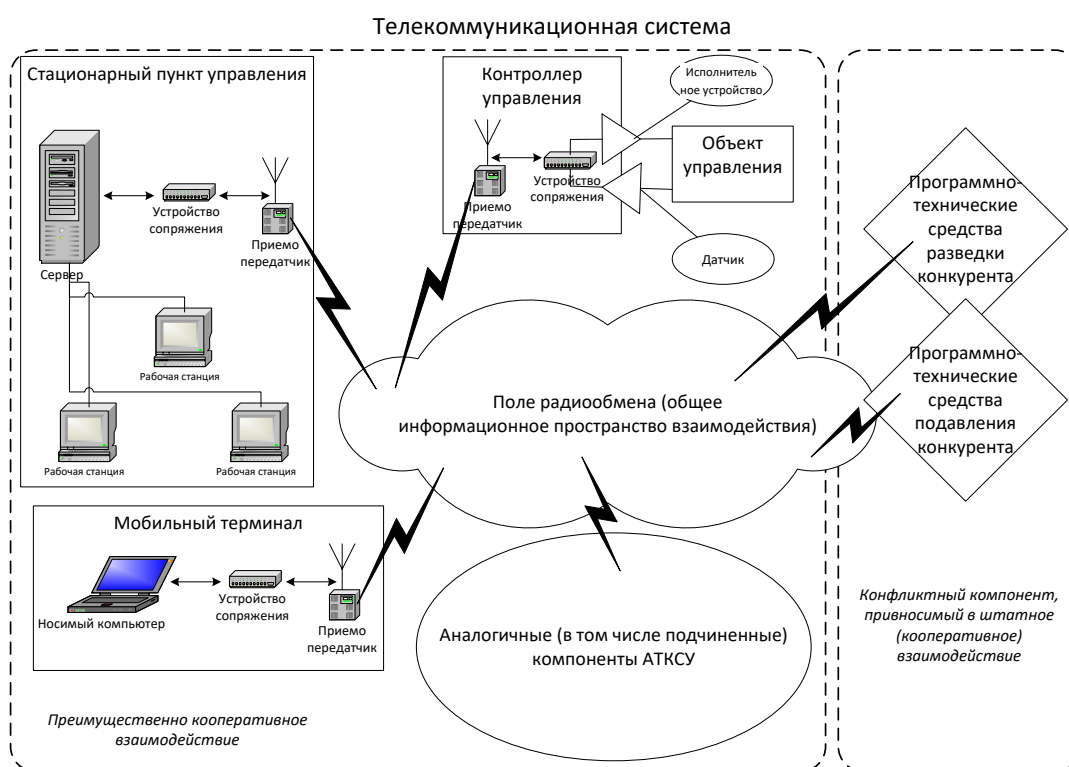 Телекоммуникационная система
Стационарный пункт управления
Сервер
Устройство
сопряжения
Приемо
передатчик
Рабочая станция
Рабочая станция
Рабочая станция
Контроллер
управления
Приемо
передатчик
Устройство
сопряжения
Исполнитель
ное устройство
Объект
управления
Датчик
Программно-
технические
средства
разведки
конкурента
Программно-
технические
средства
подавления
конкурента
Поле радиообмена (общее
информационное пространство взаимодействия)
Мобильный терминал
Носимый компьютер
Устройство
сопряжения
Приемо
передатчик
Аналогичные (в том числе подчиненные)
компоненты АТКСУ
Конфликтный компонент,
привносимый в штатное
(кооперативное)
взаимодействие
Преимущественно кооперативное
взаимодействие